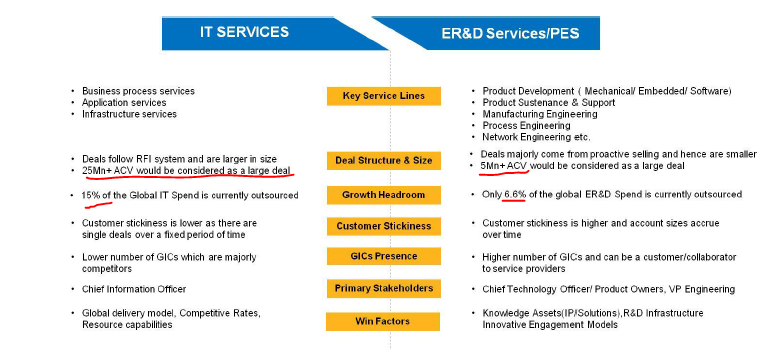 IT SERVICES
ER&D Services/PES
• Business process services
• Application services
• Infrastructure services
Key Service Lines
• Product Development ( Mechanical/ Embedded/ Software)
• Product Sustenance & Support
• Manufacturing Engineering
• Process Engineering
• Network Engineering etc.
• Deals follow RFI system and are larger in size
• 25Mn+ ACV would be considered as a large deal
Deal Structure & Size
• Deals majorly come from proactive selling and hence are smaller
• 5Mn+ ACV would be considered as a large deal
• 15% of the Global IT Spend is currently outsourced
Growth Headroom
• Only 6.6% of the global ER&D Spend is currently outsourced
• Customer stickiness is lower as there are
single deals over a fixed period of time
Customer Stickiness
• Customer stickiness is higher and account sizes accrue
over time
• Lower number of GICs which are majorly
competitors
GICs Presence
• Higher number of GICs and can be a customer/collaborator
to service providers
• Chief Information Officer
Primary Stakeholders
• Chief Technology Officer/ Product Owners, VP Engineering
• Global delivery model, Competitive Rates,
Resource capabilities
Win Factors
• Knowledge Assets(IP/Solutions),R&D Infrastructure
Innovative Engagement Models